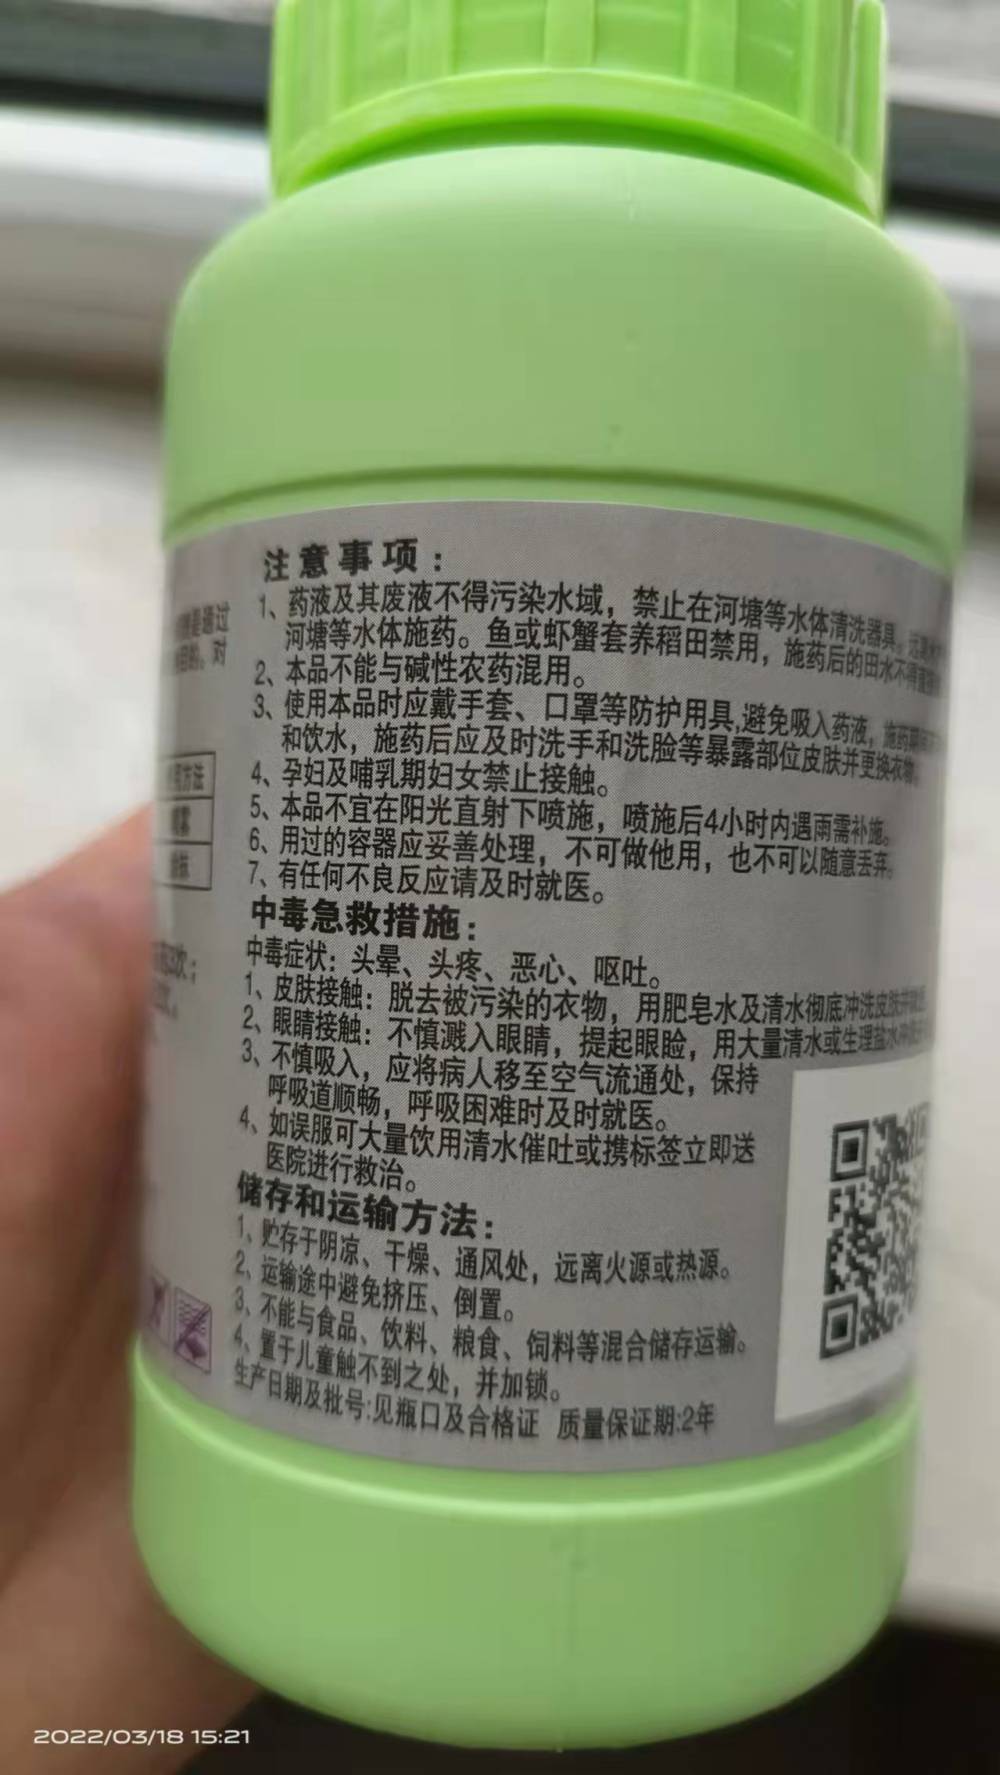 注意事项：
1、药液及其废液不得污染水域，禁止在河塘等水体清洗器具。远离水产
河塘等水体施药。鱼或虾蟹套养稻田禁用，施药后的田水不得直接
2、本品不能与碱性农药混用。
3、使用本品时应戴手套、口罩等防护用具,避免吸入药液，施药期间
和饮水，施药后应及时洗手和洗脸等暴露部位皮肤并更换衣物。
4、孕妇及哺乳期妇女禁止接触。
5、本品不宜在阳光直射下喷施，喷施后4小时内遇雨需补施。
6、用过的容器应妥善处理，不可做他用，也不可以随意丢弃。
7、有任何不良反应请及时就医。
中毒急救措施：
中毒症状：头晕、头疼、恶心、呕吐。
1、皮肤接触：脱去被污染的衣物，用肥皂水及清水彻底冲洗皮肤
2、眼睛接触：不慎溅入眼睛，提起眼睑，用大量清水或生理盐水
3、不慎吸入，应将病人移至空气流通处，保持
呼吸道顺畅，呼吸困难时及时就医。
4、如误服可大量饮用清水催吐或携标签立即送
医院进行救治。
储存和运输方法：
1、贮存于阴凉、干燥、通风处，远离火源或热源。
2、运输途中避免挤压、倒置。
3、不能与食品、饮料、粮食、饲料等混合储存运输。
4、置于儿童触不到之处，并加锁。
生产日期及批号:见瓶口及合格证 质量保证期:2年
通过
对
方法
2022/03/18 15:21